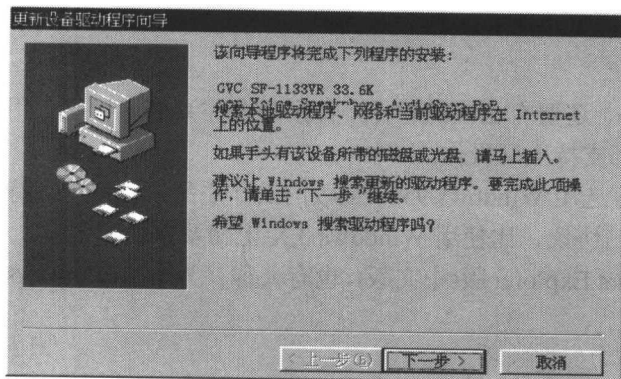 更新设备驱动程序向导
该向导程序将完成下列程序的安装：
GVC SF-1133VR 33.6K
搜索本地驱动程序、网络和当前驱动程序在 Internet
上的位置。
如果手头有该设备所带的磁盘或光盘，请马上插入。
建议让 Windows 搜索更新的驱动程序。要完成此项操
作，请单击“下一步”继续。
希望 Windows 搜索驱动程序吗?
< 上一步(B)
下一步 >
取消